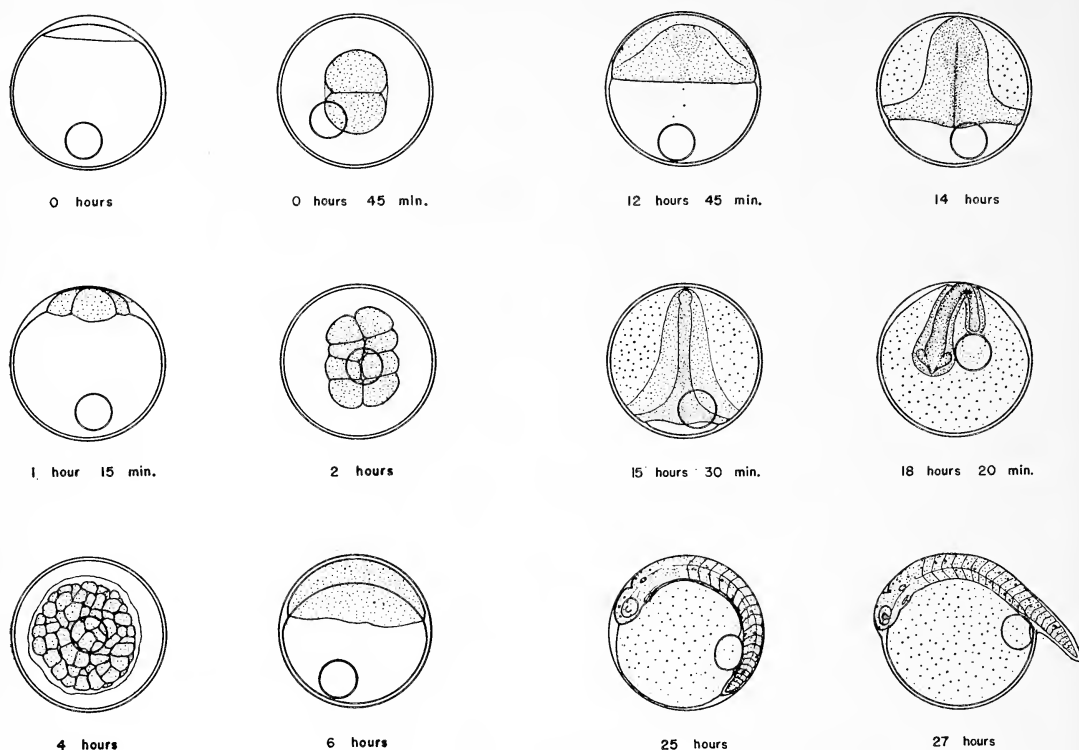 0 hours
0 hours 45 min.
12 hours 45 min.
14 hours
1 hour 15 min.
2 hours
15 hours 30 min.
18 hours 20 min.
4 hours
6 hours
25 hours
27 hours